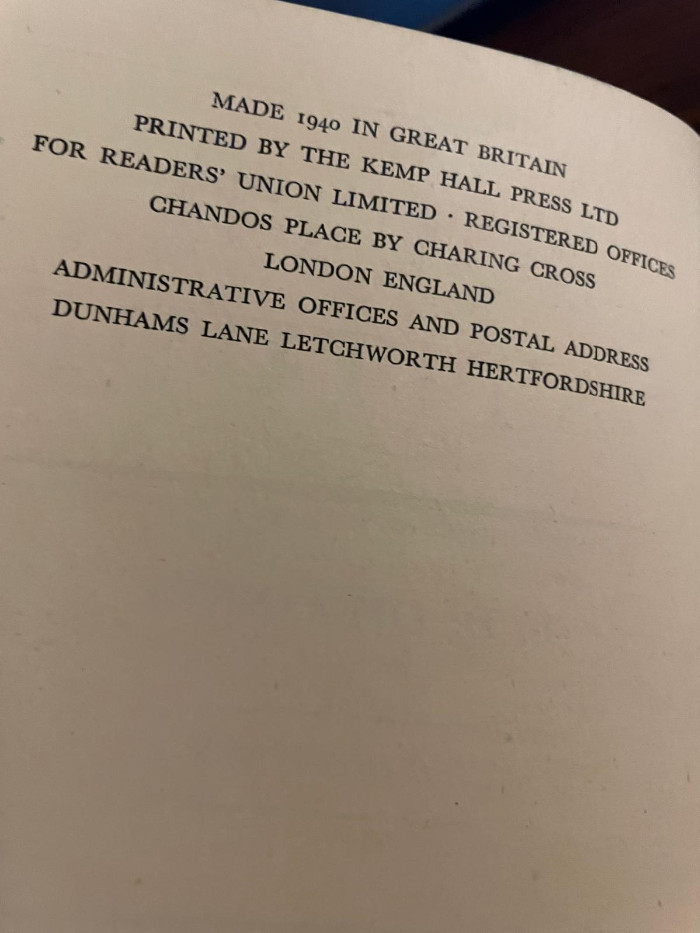 MADE 1940 IN GREAT BRITAIN
PRINTED BY THE KEMP HALL PRESS LTD
FOR READERS' UNION LIMITED · REGISTERED OFFICES
CHANDOS PLACE BY CHARING CROSS
LONDON ENGLAND
ADMINISTRATIVE OFFICES AND POSTAL ADDRESS
DUNHAMS LANE LETCHWORTH HERTFORDSHIRE